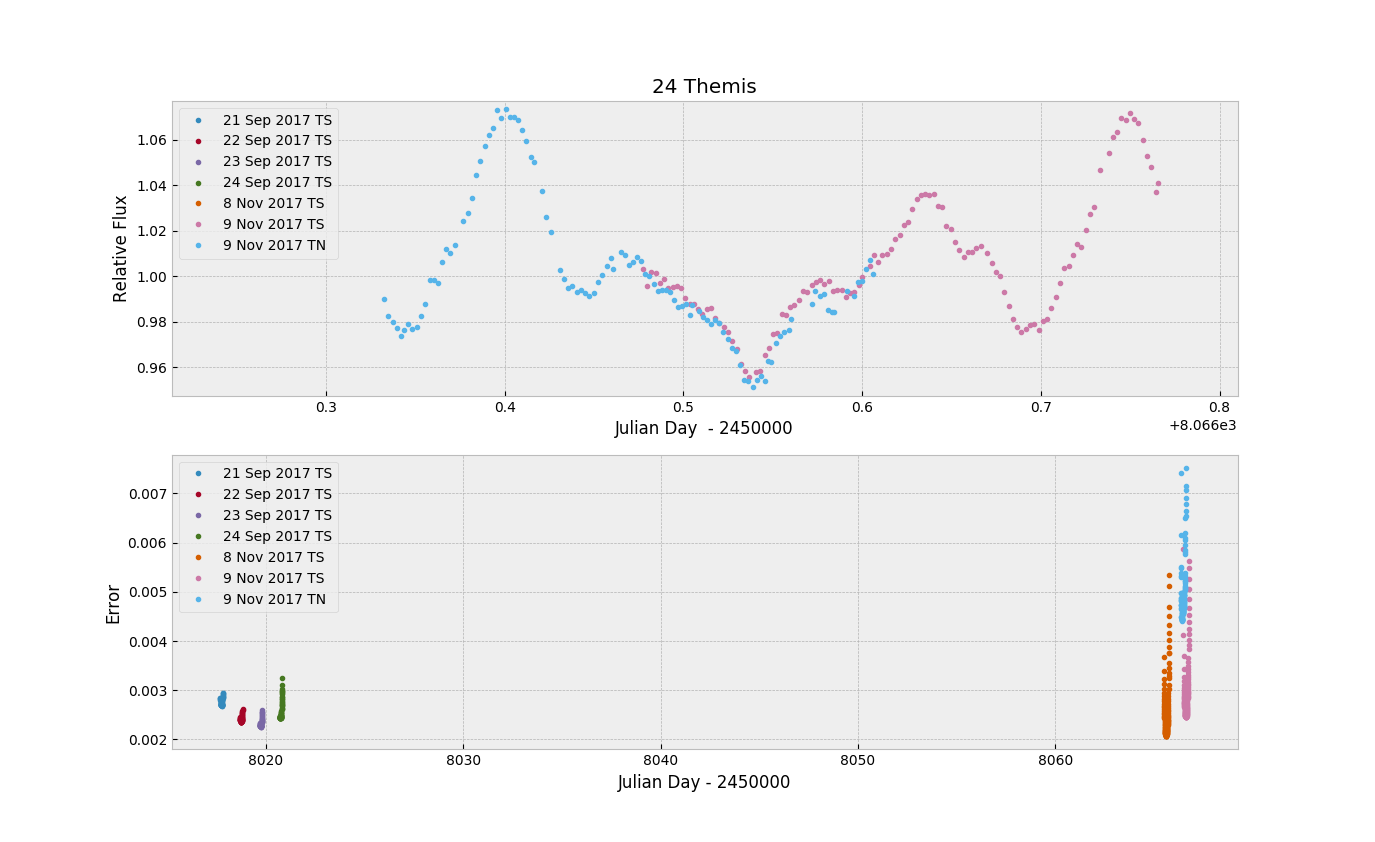 24 Themis
21 Sep 2017 TS
22 Sep 2017 TS
23 Sep 2017 TS
24 Sep 2017 TS
8 Nov 2017 TS
9 Nov 2017 TS
9 Nov 2017 TN
Relative Flux
1.06
1.04
1.02
1.00
0.98
0.96
0.3 0.4 0.5 0.6 0.7 0.8
+8.066e3
Julian Day - 2450000
21 Sep 2017 TS
22 Sep 2017 TS
23 Sep 2017 TS
24 Sep 2017 TS
8 Nov 2017 TS
9 Nov 2017 TS
9 Nov 2017 TN
Error
0.007
0.006
0.005
0.004
0.003
0.002
8020 8030 8040 8050 8060
Julian Day - 2450000